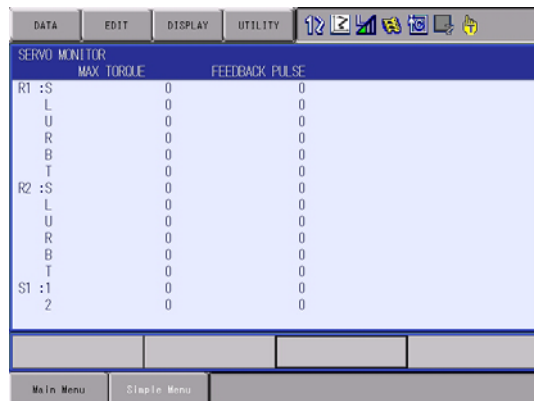 DATA EDIT DISPLAY UTILITY
SERVO MONITOR
MAX TORQUE FEEDBACK PULSE
R1 :S 0 0
L 0 0
U 0 0
R 0 0
B 0 0
T 0 0
R2 :S 0 0
L 0 0
U 0 0
R 0 0
B 0 0
T 0 0
S1 :1 0 0
2 0 0
Main Menu Simple Menu